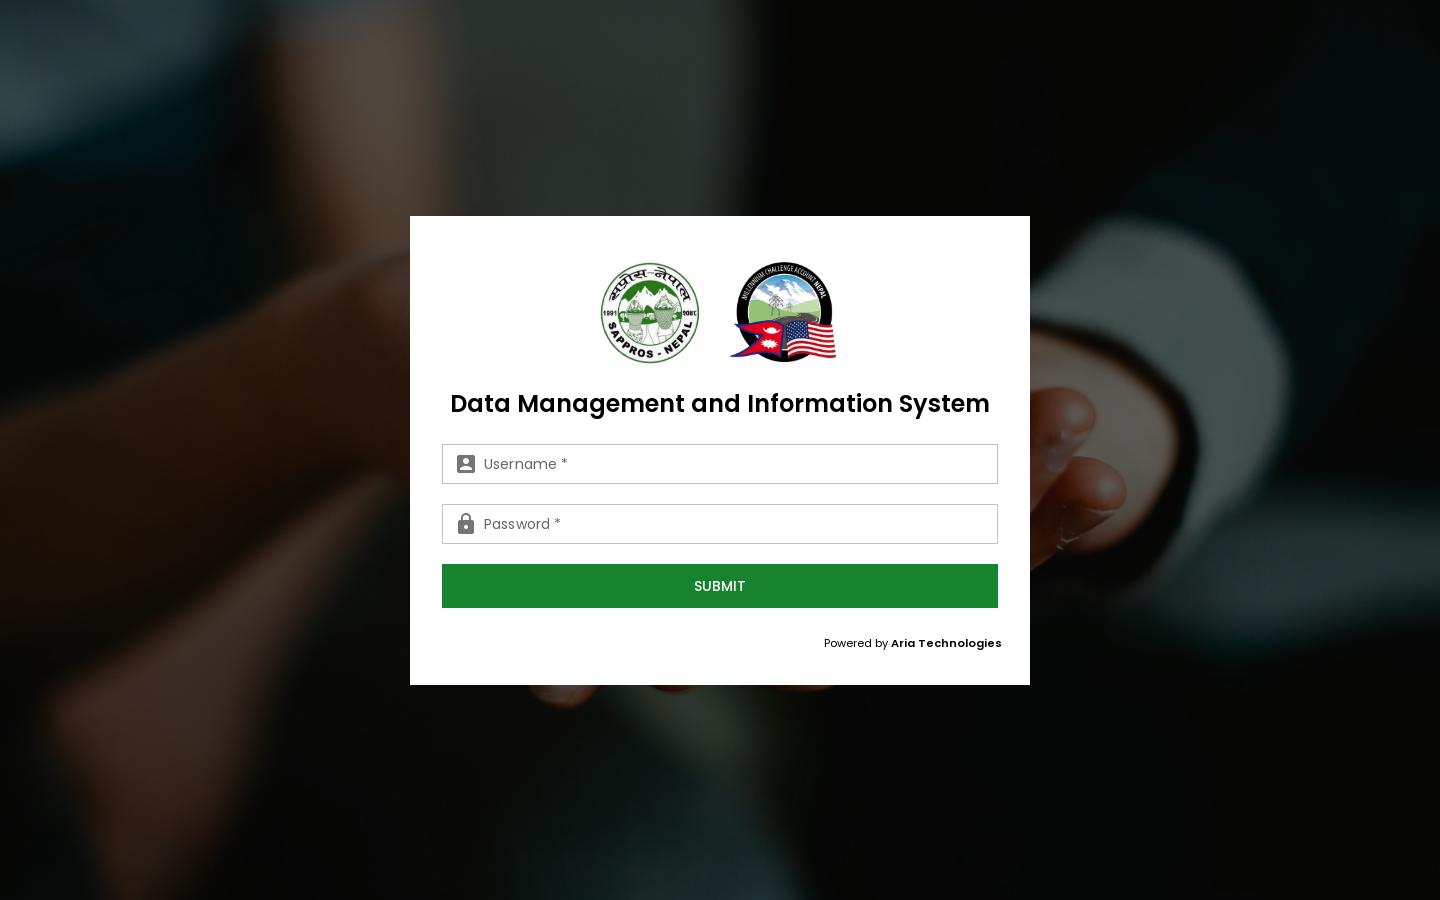 सप्रोस - नेपाल
1991
SAPPROS - NEPAL
MILLENNIUM CHALLENGE ACCOUNT NEPAL
Data Management and Information System
Username *
Password *
SUBMIT
Powered by Aria Technologies